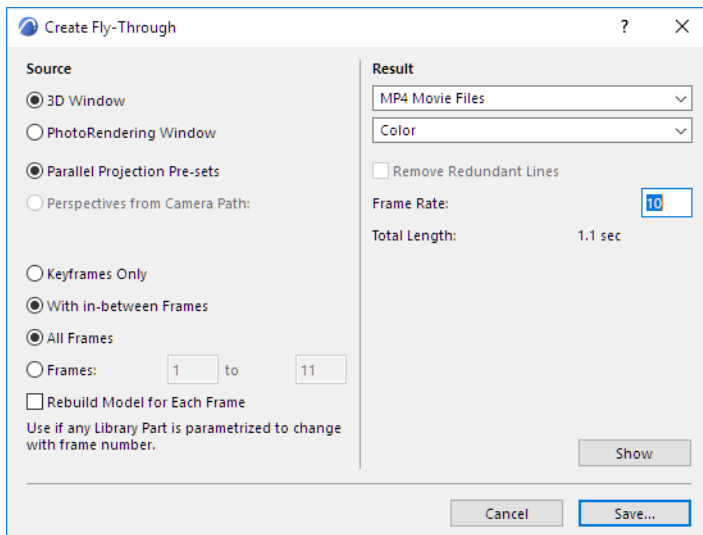 Create Fly-Through
?
Source
3D Window
PhotoRendering Window
Parallel Projection Pre-sets
Perspectives from Camera Path:
Keyframes Only
With in-between Frames
All Frames
Frames: 1 to 11
Rebuild Model for Each Frame
Use if any Library Part is parametrized to change
with frame number.
Result
MP4 Movie Files
Color
Remove Redundant Lines
Frame Rate: 10
Total Length: 1.1 sec
Show
Cancel
Save...